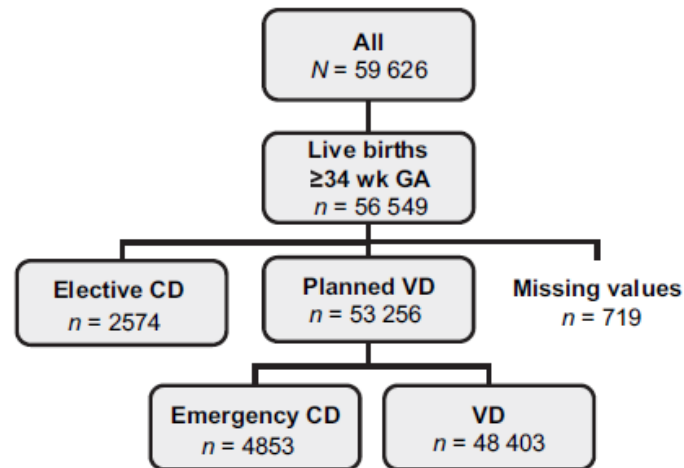 All
N = 59 626
Live births
≥34 wk GA
n = 56 549
Elective CD
n = 2574
Planned VD
n = 53 256
Missing values
n = 719
Emergency CD
n = 4853
VD
n = 48 403